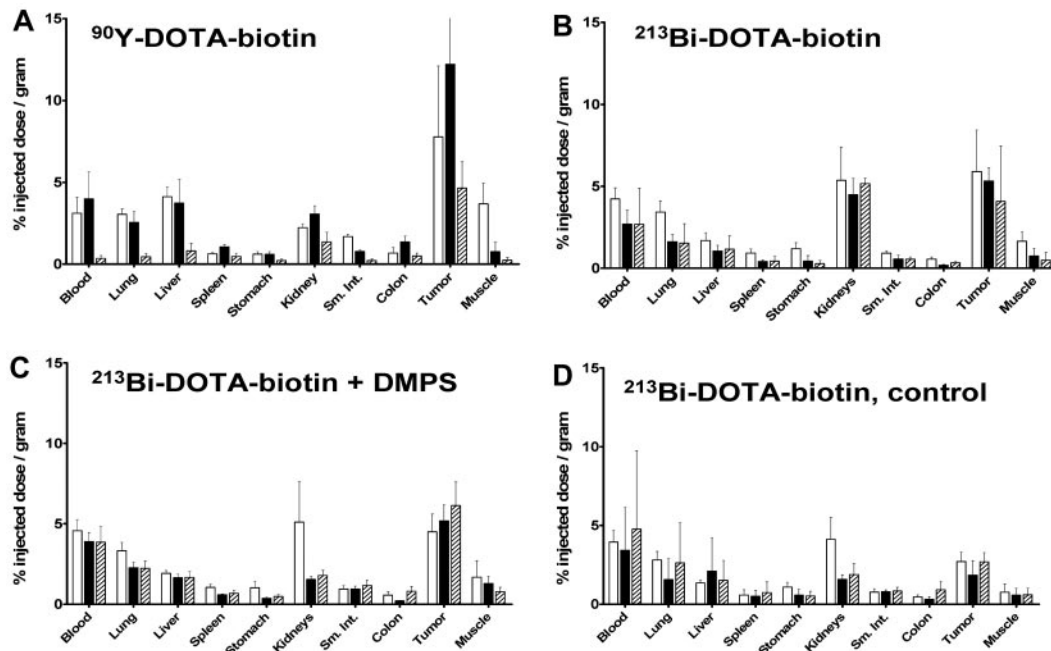 A
⁹⁰Y-DOTA-biotin
% injected dose / gram
15
10
5
0
Blood
Lung
Liver
Spleen
Stomach
Kidney
Sm. Int.
Colon
Tumor
Muscle
B
²¹³Bi-DOTA-biotin
% injected dose / gram
15
10
5
0
Blood
Lung
Liver
Spleen
Stomach
Kidneys
Sm. Int.
Colon
Tumor
Muscle
C
²¹³Bi-DOTA-biotin + DMPS
% injected dose / gram
15
10
5
0
Blood
Lung
Liver
Spleen
Stomach
Kidneys
Sm. Int.
Colon
Tumor
Muscle
D
²¹³Bi-DOTA-biotin, control
% injected dose / gram
15
10
5
0
Blood
Lung
Liver
Spleen
Stomach
Kidneys
Sm. Int.
Colon
Tumor
Muscle